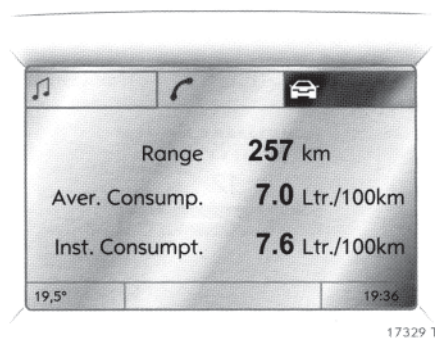 Range 257 km
Aver. Consump. 7.0 Ltr./100km
Inst. Consumpt. 7.6 Ltr./100km
19,5° 19:36
17329 T